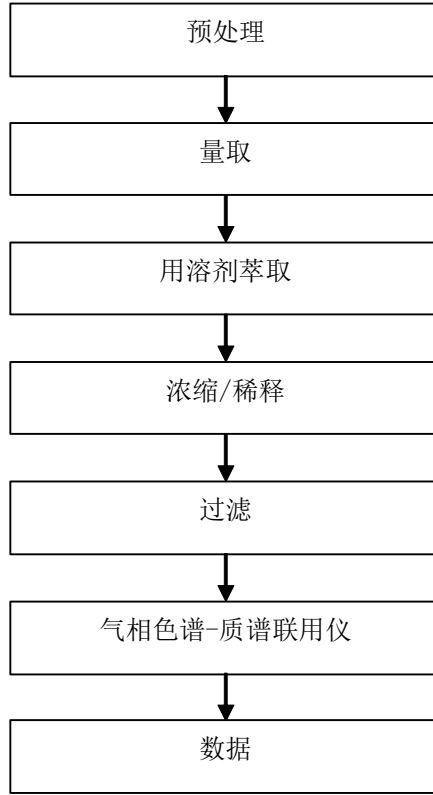 预处理
量取
用溶剂萃取
浓缩/稀释
过滤
气相色谱-质谱联用仪
数据